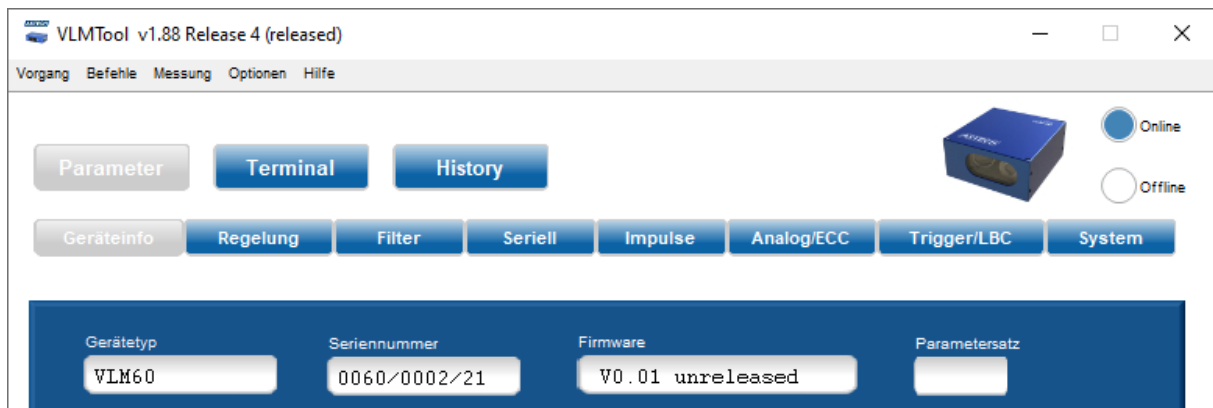 VLMTool v1.88 Release 4 (released)
Vorgang Befehle Messung Optionen Hilfe
Online
Parameter Terminal History
Offline
Geräteinfo Regelung Filter Seriell Impulse Analog/ECC Trigger/LBC System
Gerätetyp Seriennummer Firmware Parametersatz
VLM60 0060/0002/21 V0.01 unreleased